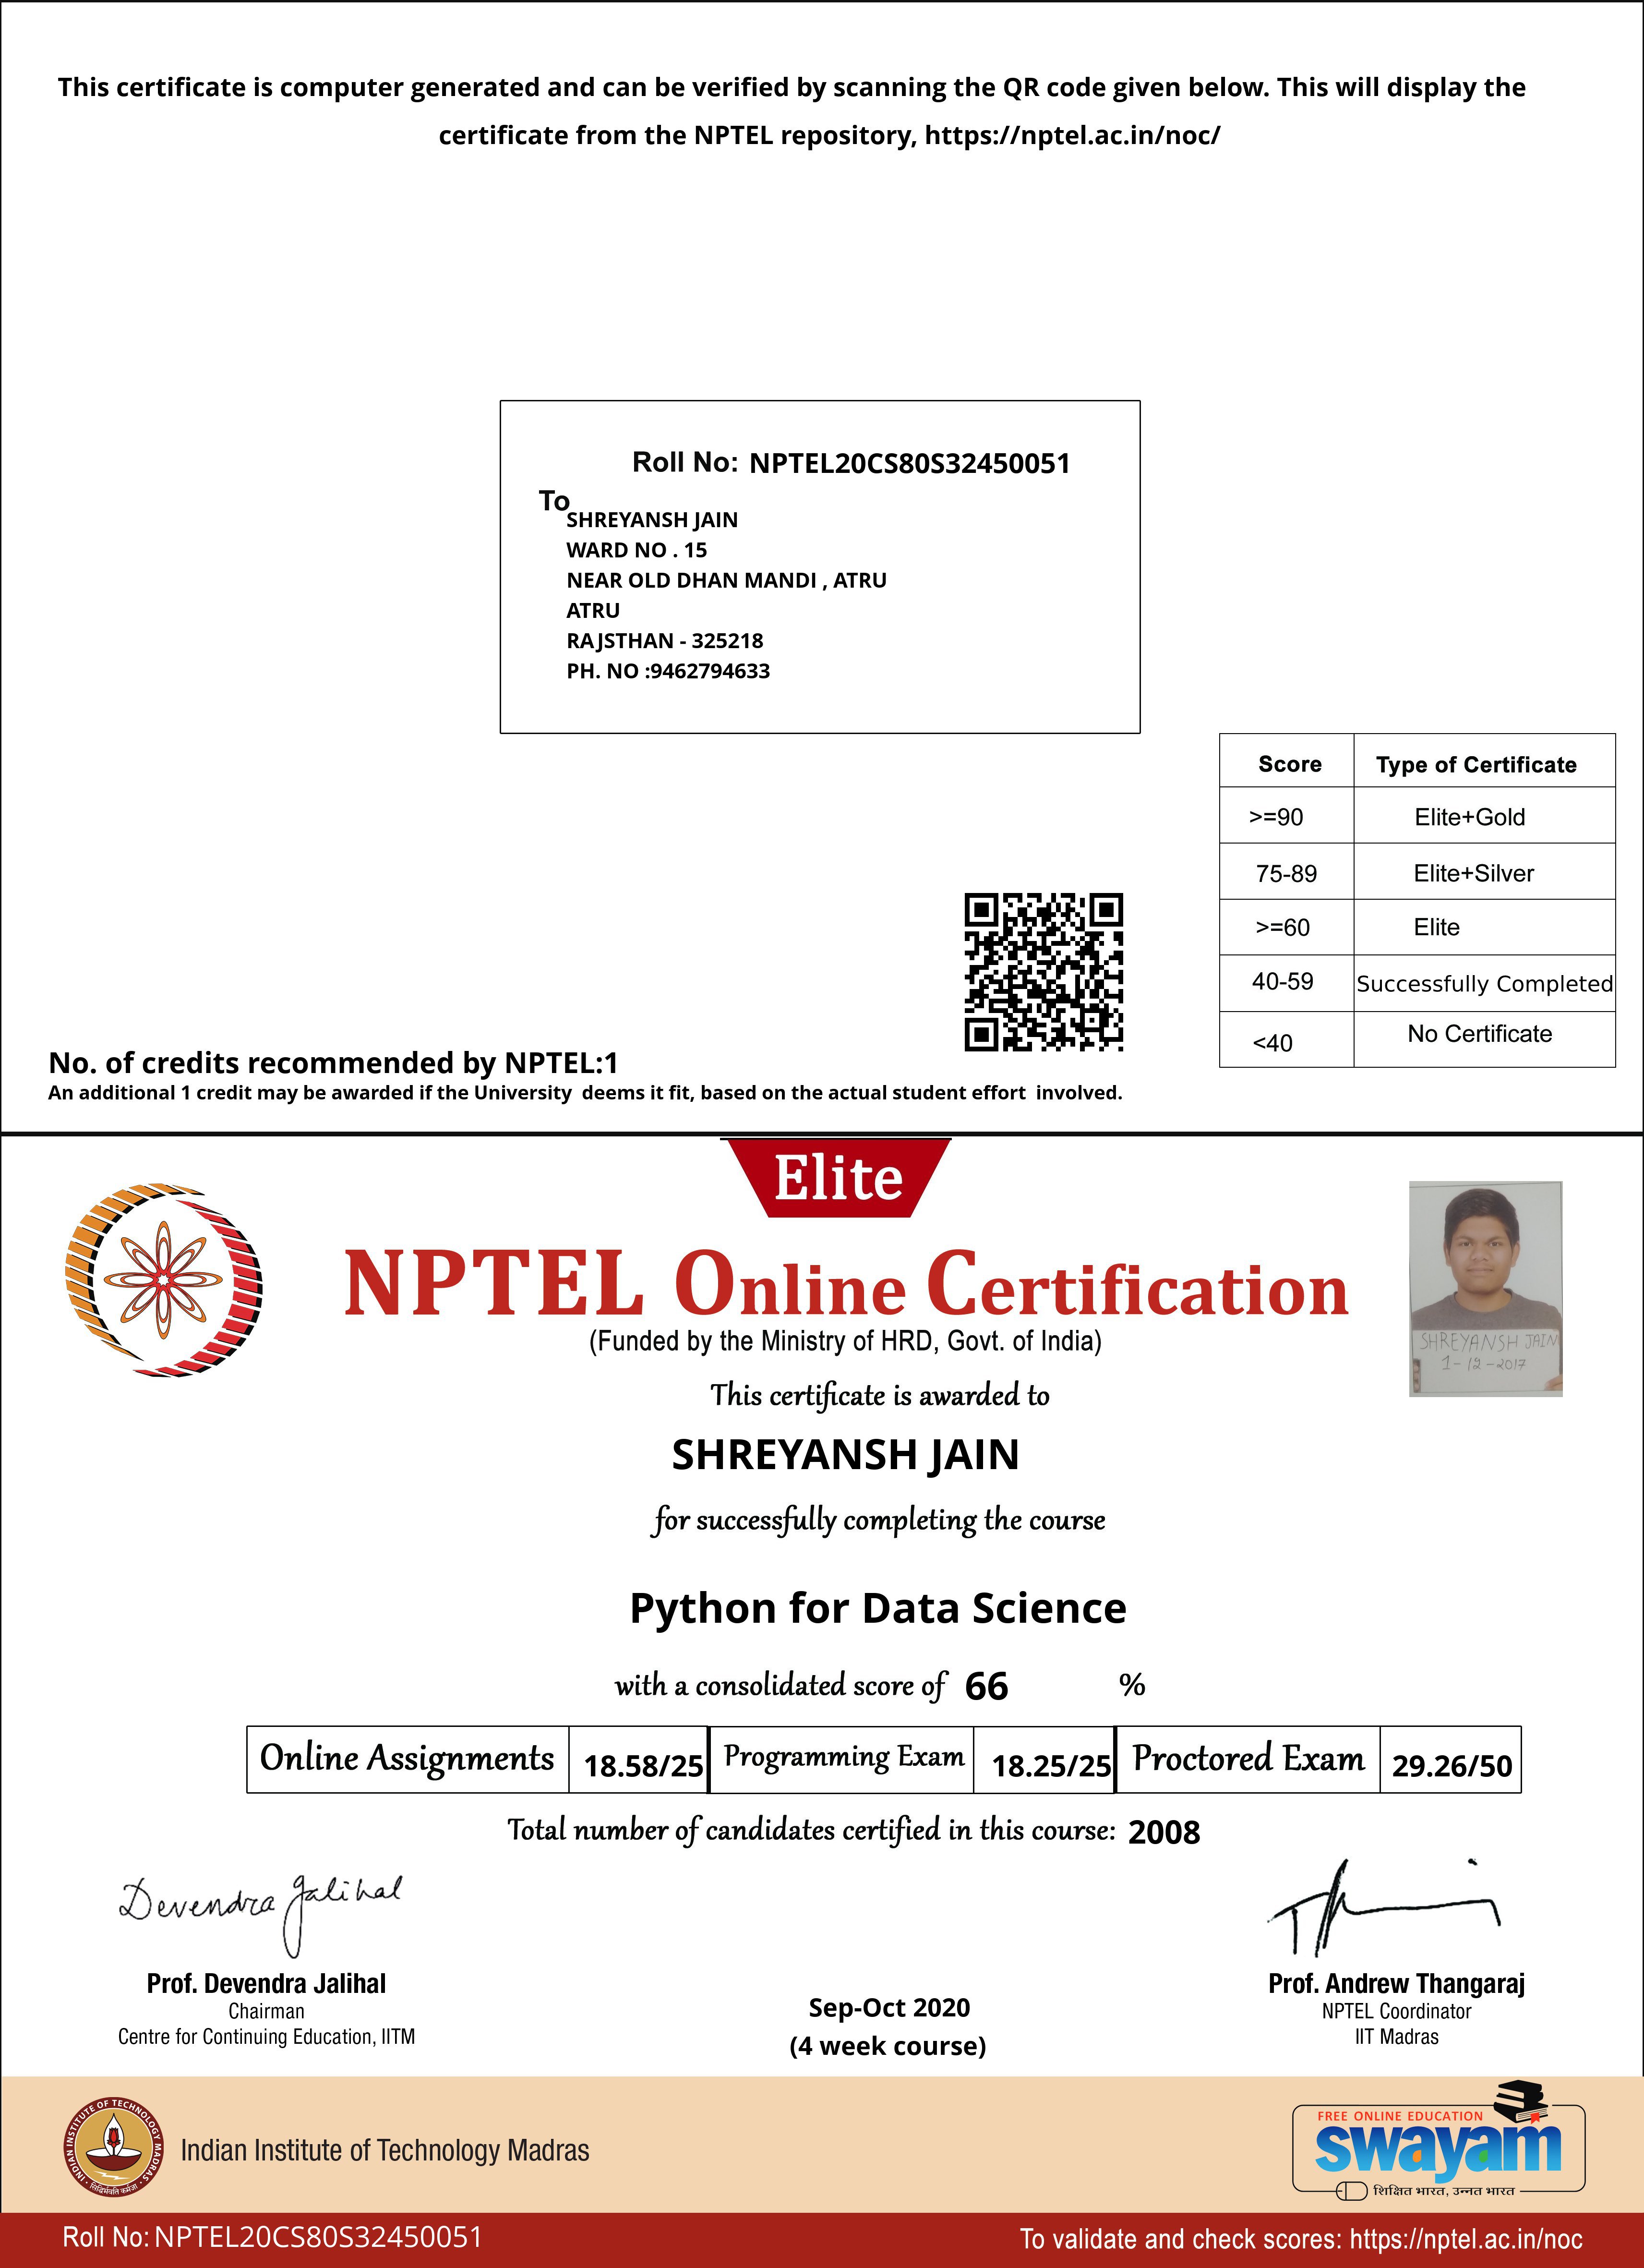 This certificate is computer generated and can be verified by scanning the QR code given below. This will display the
certificate from the NPTEL repository, https://nptel.ac.in/noc/
Roll No: NPTEL20CS80S32450051
To
SHREYANSH JAIN
WARD NO . 15
NEAR OLD DHAN MANDI , ATRU
ATRU
RAJSTHAN - 325218
PH. NO :9462794633
Score Type of Certificate
>=90 Elite+Gold
75-89 Elite+Silver
>=60 Elite
40-59 Successfully Completed
<40 No Certificate
No. of credits recommended by NPTEL:1
An additional 1 credit may be awarded if the University deems it fit, based on the actual student effort involved.
Elite
NPTEL Online Certification
(Funded by the Ministry of HRD, Govt. of India)
SHREYANSH JAIN
1-12-2017
This certificate is awarded to
SHREYANSH JAIN
for successfully completing the course
Python for Data Science
with a consolidated score of 66 %
Online Assignments 18.58/25 Programming Exam 18.25/25 Proctored Exam 29.26/50
Total number of candidates certified in this course: 2008
Devendra Jalihal
Prof. Devendra Jalihal
Chairman
Centre for Continuing Education, IITM
Sep-Oct 2020
(4 week course)
Prof. Andrew Thangaraj
NPTEL Coordinator
IIT Madras
INDIAN INSTITUTE OF TECHNOLOGY MADRAS
सिद्धिर्भवति कर्मजा
Indian Institute of Technology Madras
FREE ONLINE EDUCATION
swayam
शिक्षित भारत, उन्नत भारत
Roll No: NPTEL20CS80S32450051
To validate and check scores: https://nptel.ac.in/noc